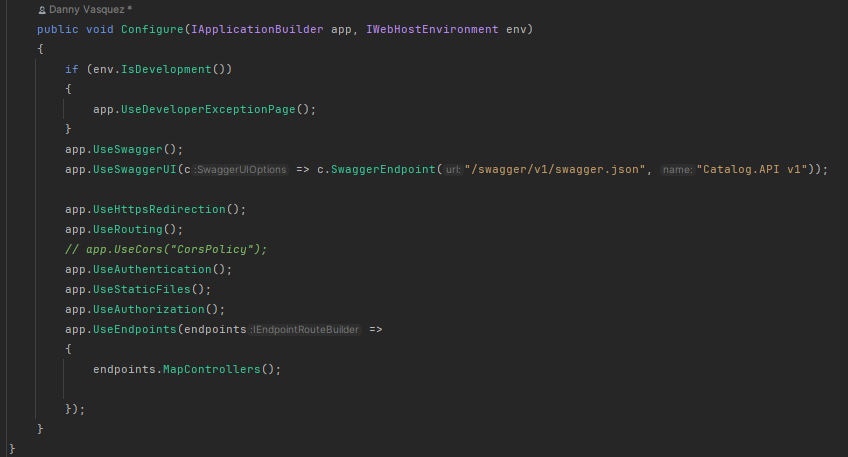 Danny Vasquez *
public void Configure(IApplicationBuilder app, IWebHostEnvironment env)
{
if (env.IsDevelopment())
{
app.UseDeveloperExceptionPage();
}
app.UseSwagger();
app.UseSwaggerUI(c :SwaggerUIOptions => c.SwaggerEndpoint( url: "/swagger/v1/swagger.json", name: "Catalog.API v1"));
app.UseHttpsRedirection();
app.UseRouting();
// app.UseCors("CorsPolicy");
app.UseAuthentication();
app.UseStaticFiles();
app.UseAuthorization();
app.UseEndpoints(endpoints :IEndpointRouteBuilder =>
{
endpoints.MapControllers();
});
}
}